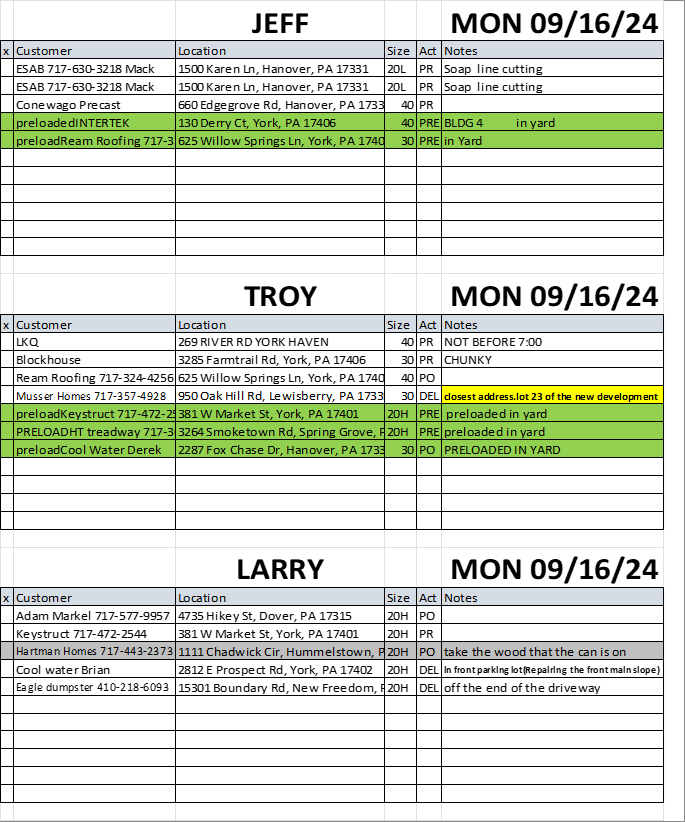 JEFF MON 09/16/24
x Customer Location Size Act Notes
ESAB 717-630-3218 Mack 1500 Karen Ln, Hanover, PA 17331 20L PR Soap line cutting
ESAB 717-630-3218 Mack 1500 Karen Ln, Hanover, PA 17331 20L PR Soap line cutting
Conewago Precast 660 Edgegrove Rd, Hanover, PA 1733 40 PR
preloadedINTERTEK 130 Derry Ct, York, PA 17406 40 PRE BLDG 4 in yard
preloadReam Roofing 717-3 625 Willow Springs Ln, York, PA 1740 30 PRE in Yard
TROY MON 09/16/24
x Customer Location Size Act Notes
LKQ 269 RIVER RD YORK HAVEN 40 PR NOT BEFORE 7:00
Blockhouse 3285 Farmtrail Rd, York, PA 17406 30 PR CHUNKY
Ream Roofing 717-324-4256 625 Willow Springs Ln, York, PA 1740 40 PO
Musser Homes 717-357-4928 950 Oak Hill Rd, Lewisberry, PA 1733 30 DEL closest address.lot 23 of the new development
preloadKeystruct 717-472-25 381 W Market St, York, PA 17401 20H PRE preloaded in yard
PRELOADHT treadway 717-3 3264 Smoketown Rd, Spring Grove, P 20H PRE preloaded in yard
preloadCool Water Derek 2287 Fox Chase Dr, Hanover, PA 1733 30 PO PRELOADED IN YARD
LARRY MON 09/16/24
x Customer Location Size Act Notes
Adam Markel 717-577-9957 4735 Hikey St, Dover, PA 17315 20H PO
Keystruct 717-472-2544 381 W Market St, York, PA 17401 20H PR
Hartman Homes 717-443-2373 1111 Chadwick Cir, Hummelstown, P 20H PO take the wood that the can is on
Cool water Brian 2812 E Prospect Rd, York, PA 17402 20H DEL In front parking lot(Repairing the front main slope)
Eagle dumpster 410-218-6093 15301 Boundary Rd, New Freedom, P 20H DEL off the end of the driveway